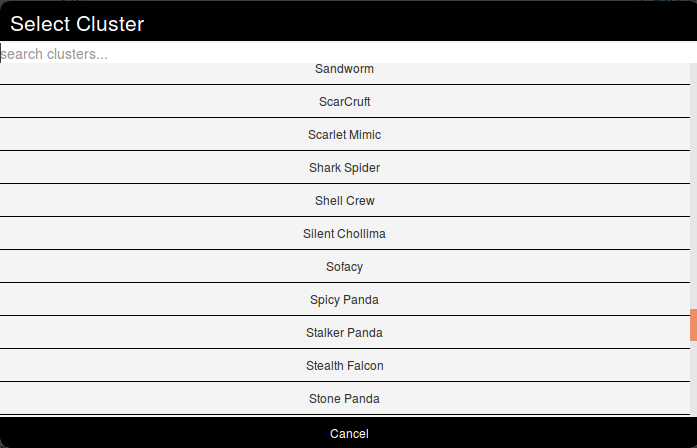 Select Cluster
search clusters...
Sandworm
ScarCruft
Scarlet Mimic
Shark Spider
Shell Crew
Silent Chollima
Sofacy
Spicy Panda
Stalker Panda
Stealth Falcon
Stone Panda
Cancel